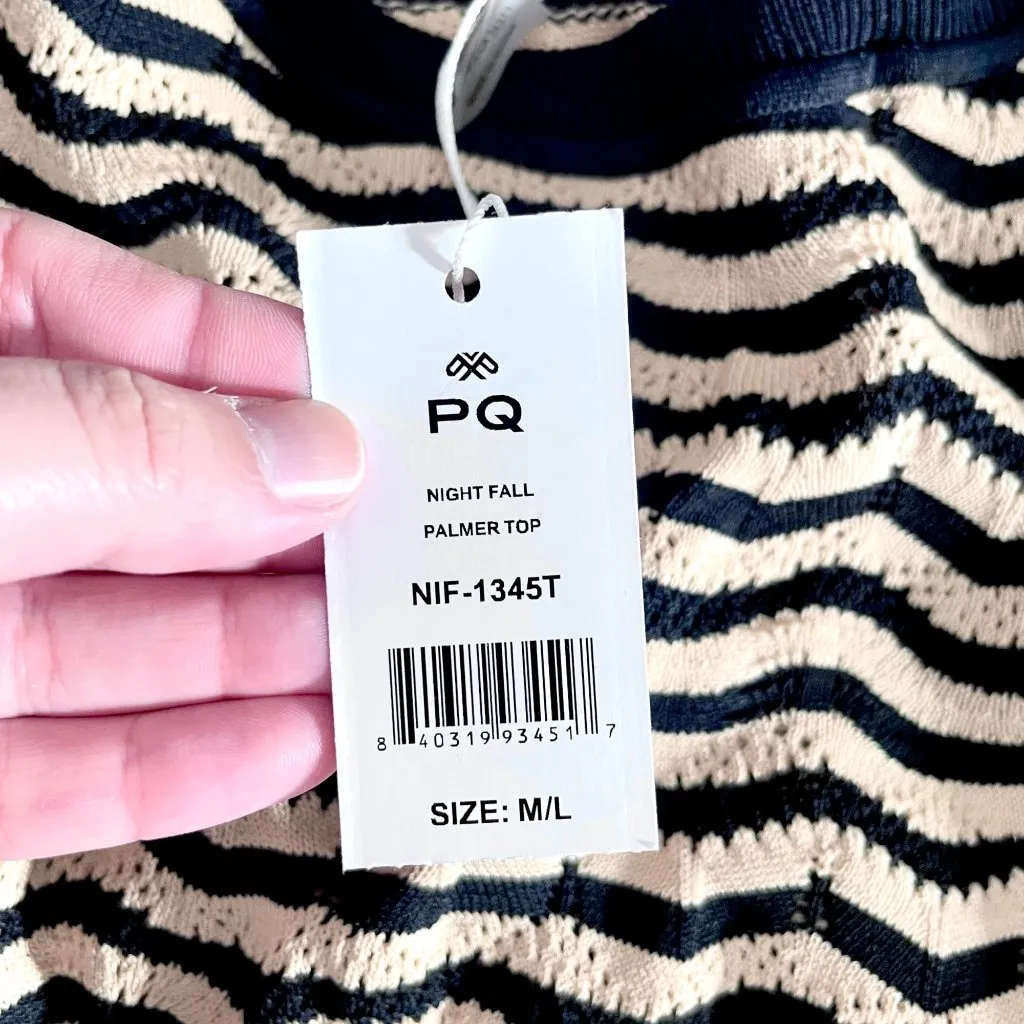 PQ
NIGHT FALL
PALMER TOP
NIF-1345T
8 40319 93451 7
SIZE: M/L